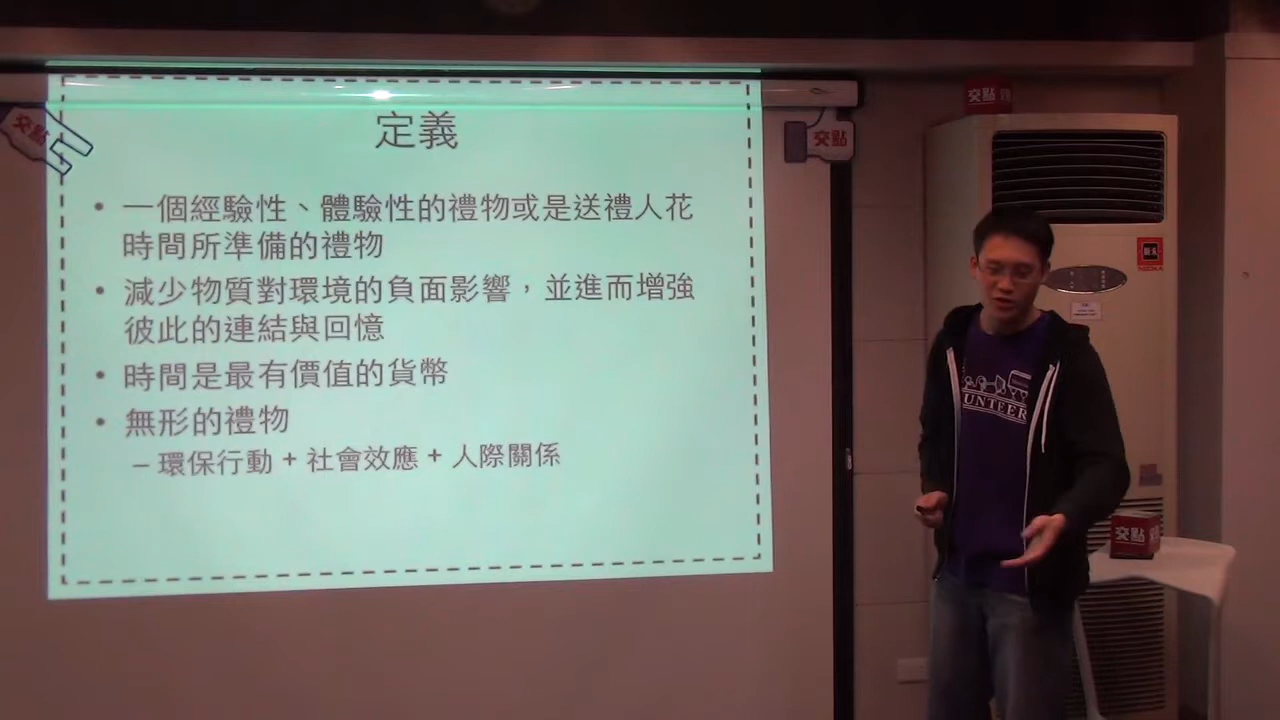 定義
• 一個經驗性、體驗性的禮物或是送禮人花
時間所準備的禮物
• 減少物質對環境的負面影響，並進而增強
彼此的連結與回憶
• 時間是最有價值的貨幣
• 無形的禮物
– 環保行動 + 社會效應 + 人際關係
交點
交點
交點
UNTEER
交點